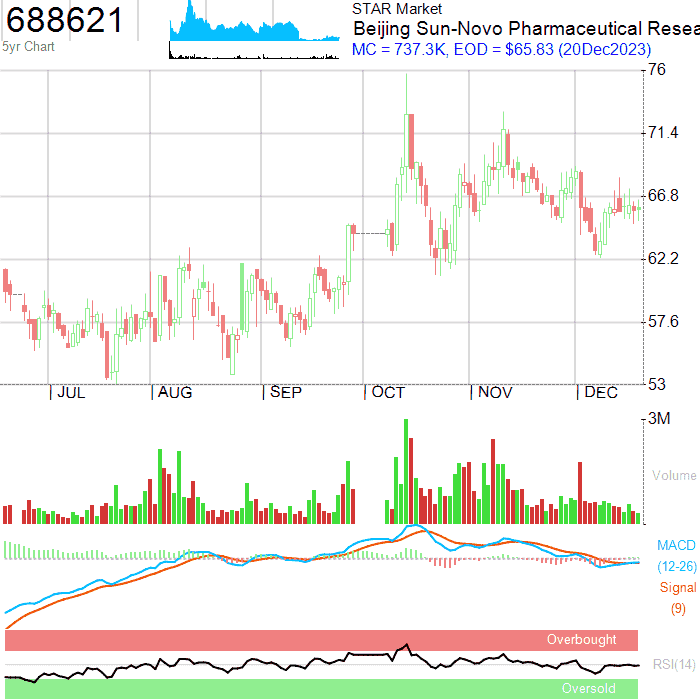 688621
5yr Chart
STAR Market
Beijing Sun-Novo Pharmaceutical Resea
MC = 737.3K, EOD = $65.83 (20Dec2023)
76
71.4
66.8
62.2
57.6
53
JUL AUG SEP OCT NOV DEC
3M
Volume
MACD
(12-26)
Signal
(9)
Overbought
RSI(14)
Oversold